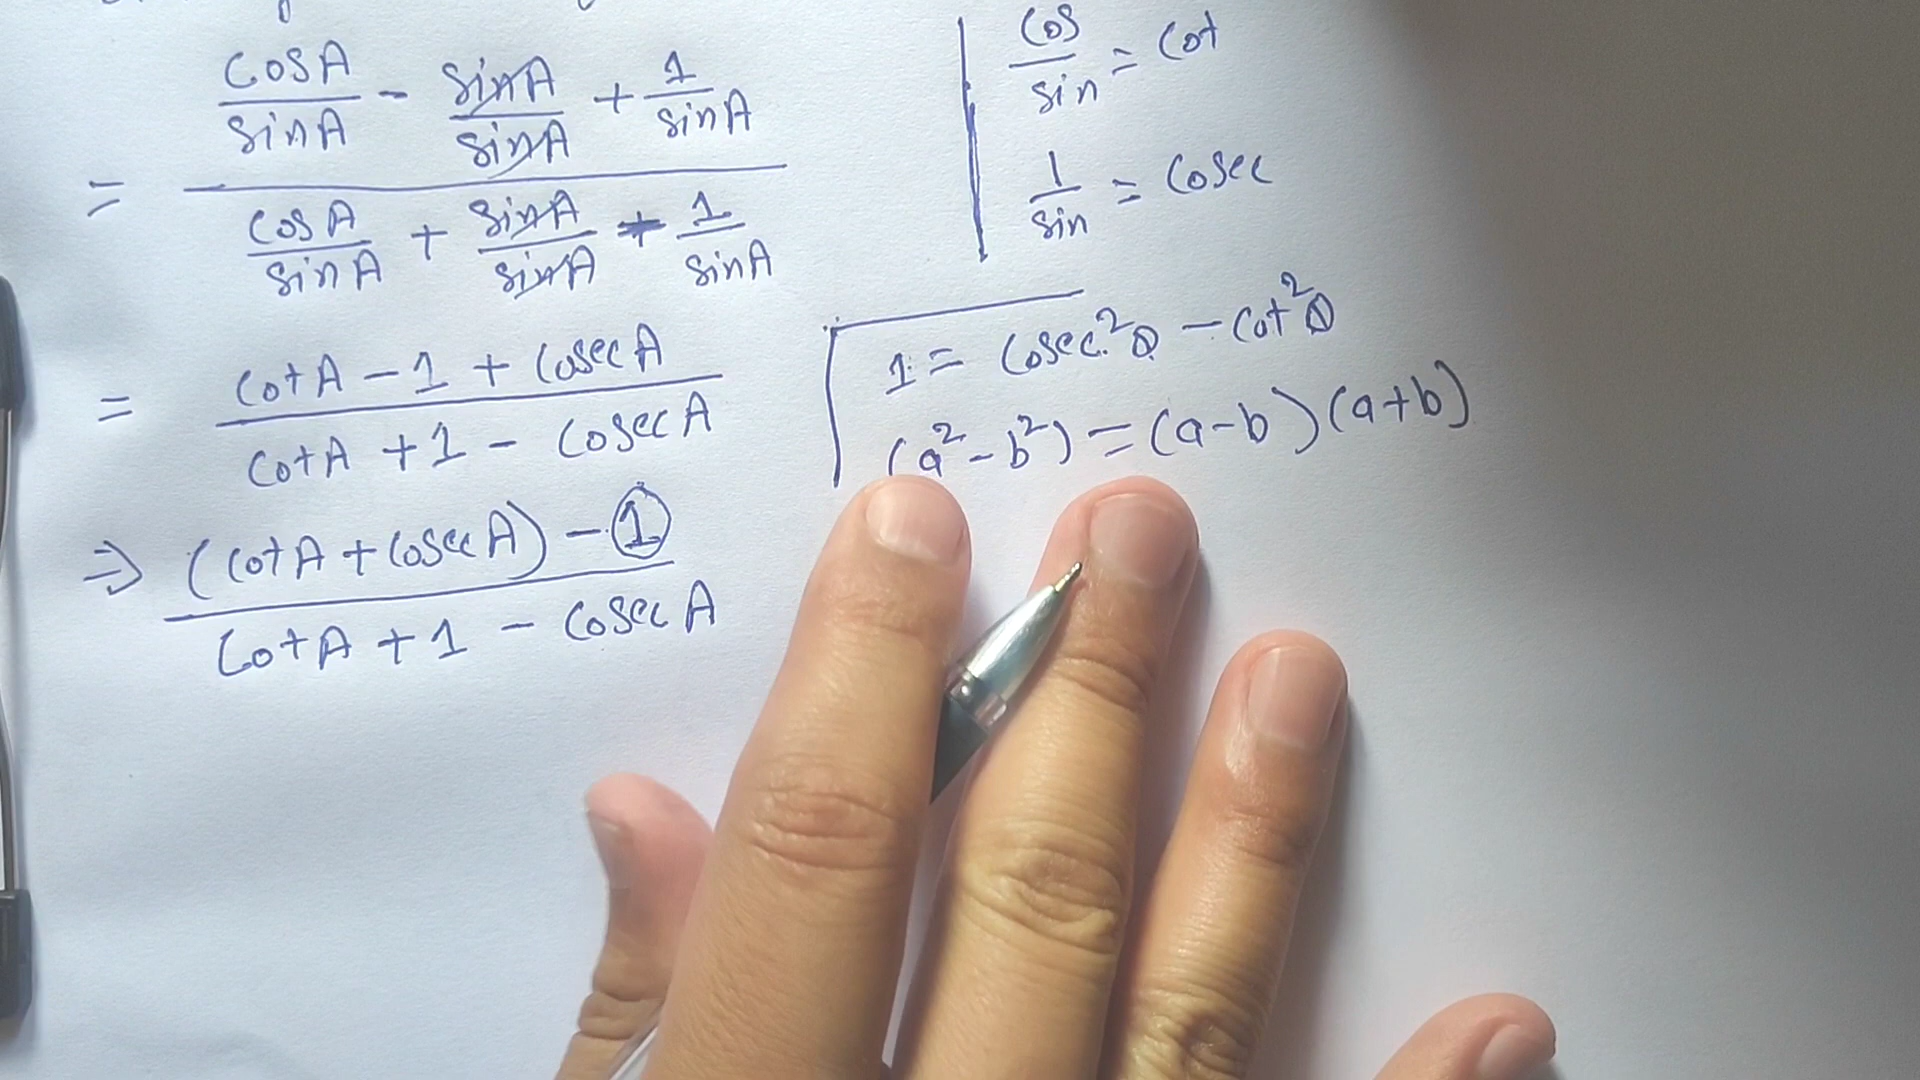 cosA/sinA - sinA/sinA + 1/sinA
= ———
cosA/sinA + sinA/sinA - 1/sinA
= (cotA - 1 + cosecA)/(cotA + 1 - cosecA)
⇒ ((cotA + cosecA) - 1)/(cotA + 1 - cosecA)
cos/sin = cot
1/sin = cosec
1 = cosec²θ - cot²θ
(a² - b²) = (a-b)(a+b)